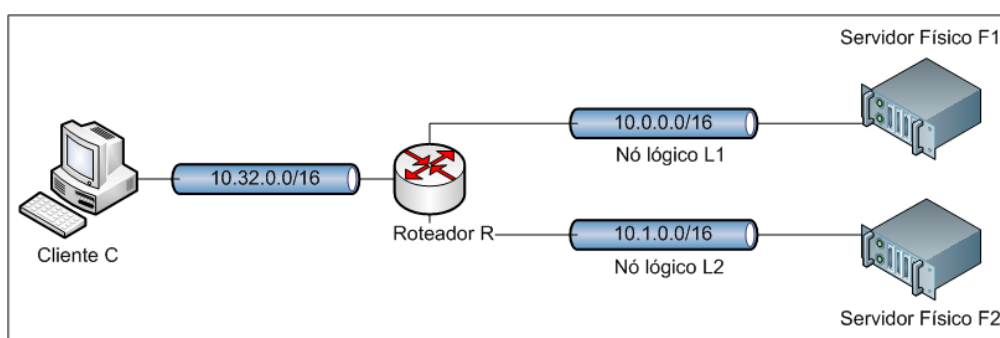 Servidor Físico F1
10.0.0.0/16
Nó lógico L1
10.32.0.0/16
Cliente C
Roteador R
10.1.0.0/16
Nó lógico L2
Servidor Físico F2